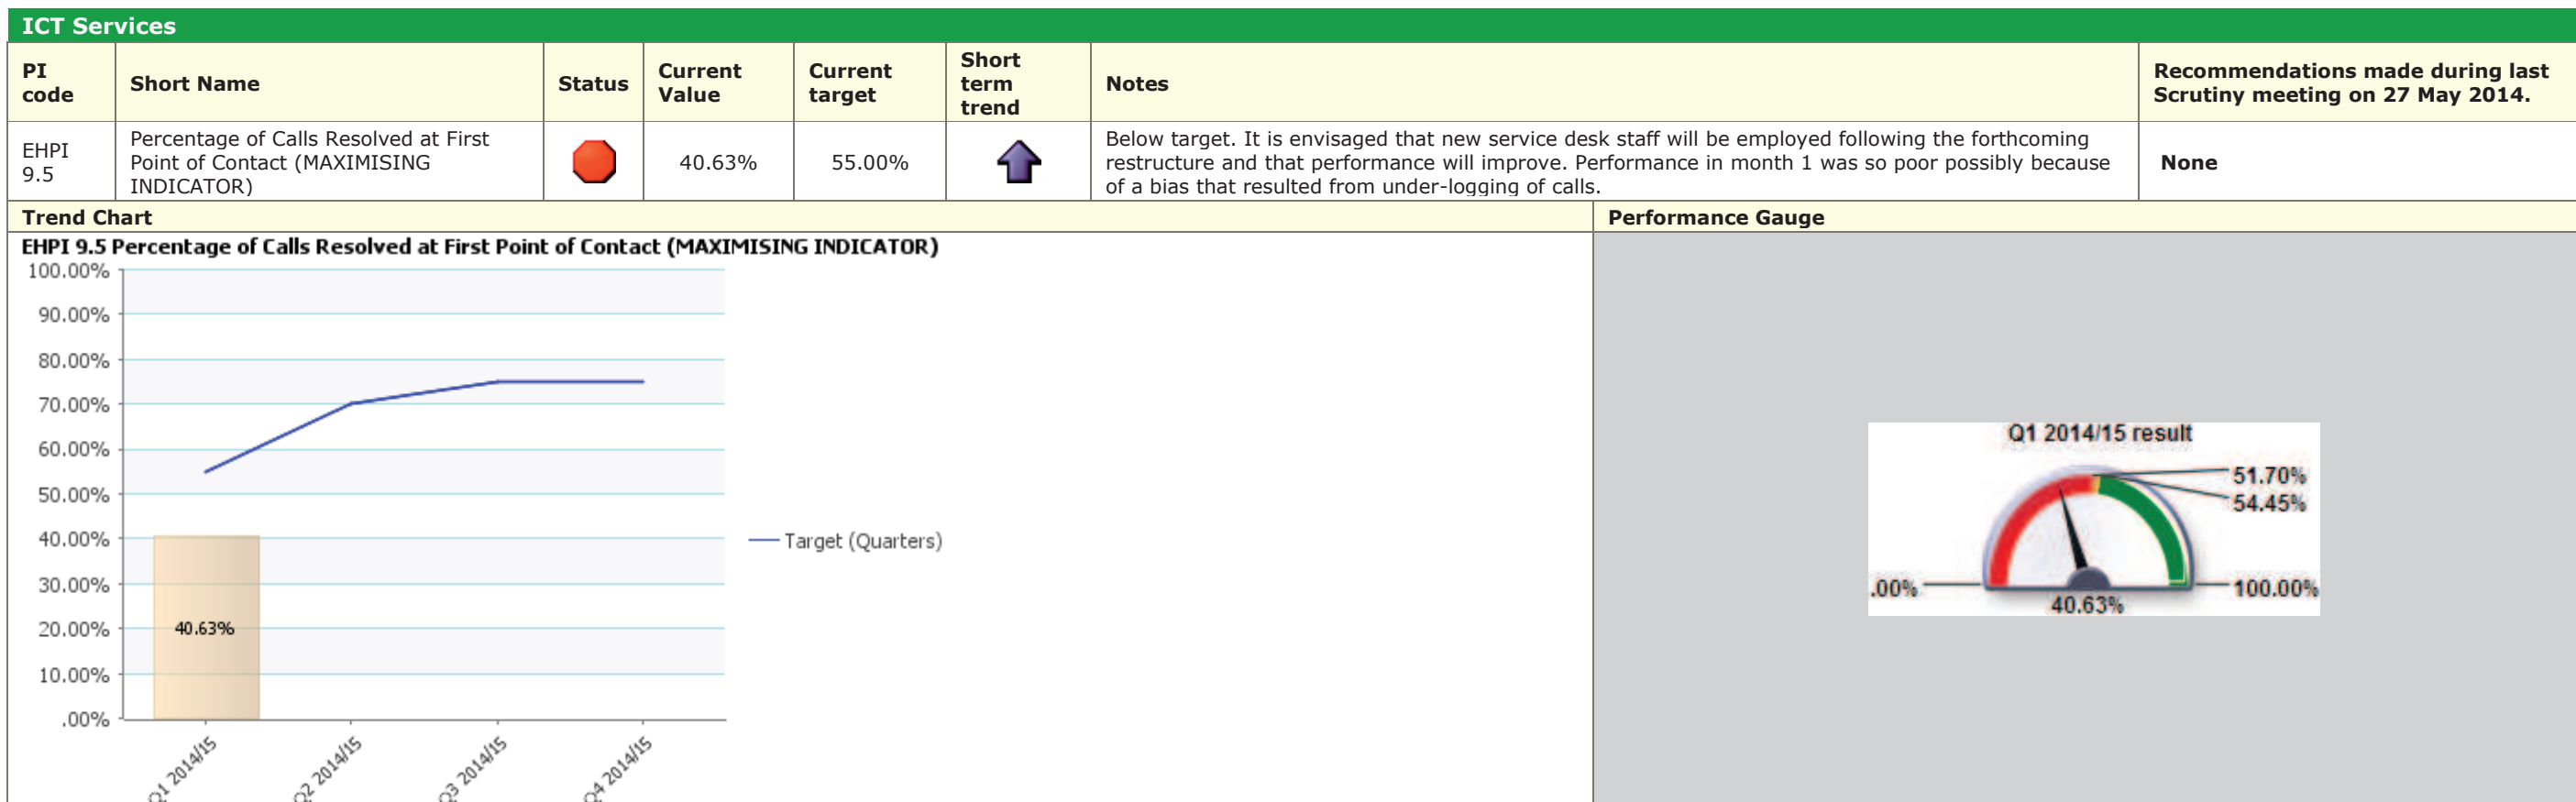 ICT Services
PI
code
Short Name
Status
Current
Value
Current
target
Short
term
trend
Notes
Recommendations made during last
Scrutiny meeting on 27 May 2014.
EHPI
9.5
Percentage of Calls Resolved at First
Point of Contact (MAXIMISING
INDICATOR)
40.63%
55.00%
Below target. It is envisaged that new service desk staff will be employed following the forthcoming
restructure and that performance will improve. Performance in month 1 was so poor possibly because
of a bias that resulted from under-logging of calls.
None
Trend Chart
Performance Gauge
EHPI 9.5 Percentage of Calls Resolved at First Point of Contact (MAXIMISING INDICATOR)
100.00%
90.00%
80.00%
70.00%
60.00%
50.00%
40.00%
30.00%
20.00%
10.00%
.00%
40.63%
Q1 2014/15
Q2 2014/15
Q3 2014/15
Q4 2014/15
Target (Quarters)
Q1 2014/15 result
51.70%
54.45%
.00%
100.00%
40.63%